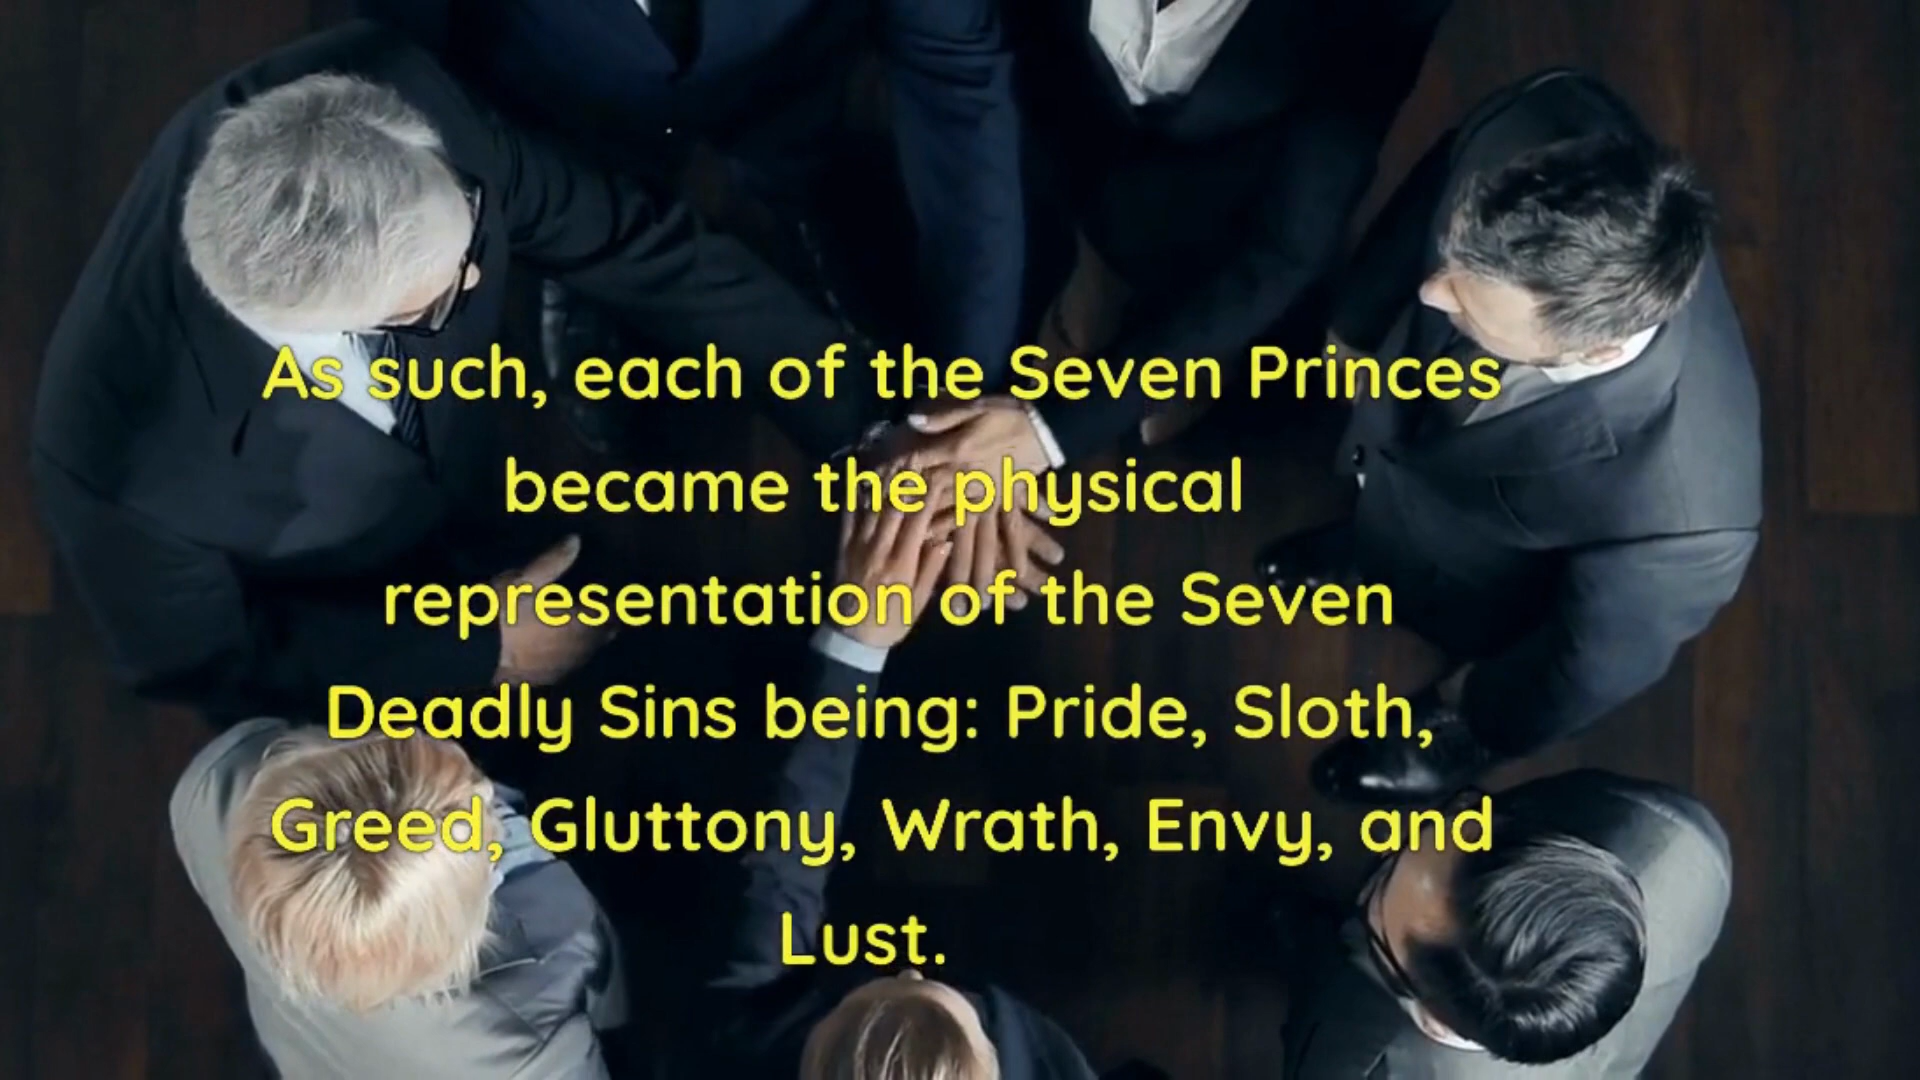 As such, each of the Seven Princes
became the physical
representation of the Seven
Deadly Sins being: Pride, Sloth,
Greed, Gluttony, Wrath, Envy, and
Lust.